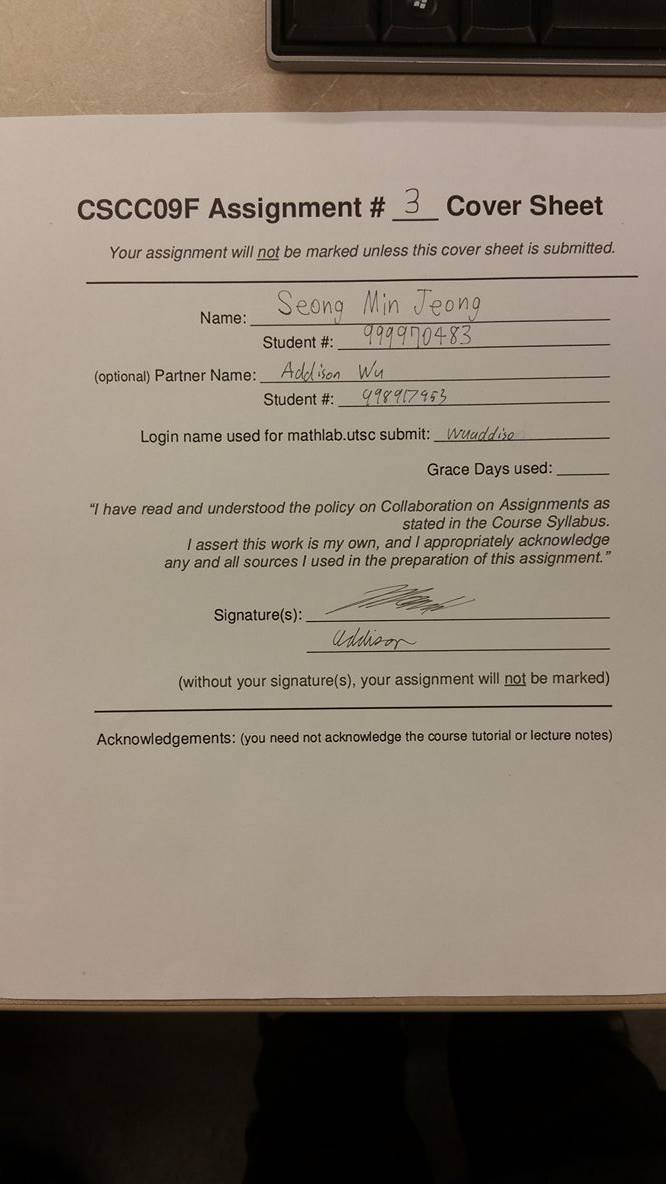 CSCC09F Assignment # 3 Cover Sheet
Your assignment will not be marked unless this cover sheet is submitted.
Name: Seong Min Jeong
Student #: 999970483
(optional) Partner Name: Addison Wu
Student #: 998917953
Login name used for mathlab.utsc submit: wuaddiso
Grace Days used:
“I have read and understood the policy on Collaboration on Assignments as
stated in the Course Syllabus.
I assert this work is my own, and I appropriately acknowledge
any and all sources I used in the preparation of this assignment.”
Signature(s):
Addison
(without your signature(s), your assignment will not be marked)
Acknowledgements: (you need not acknowledge the course tutorial or lecture notes)